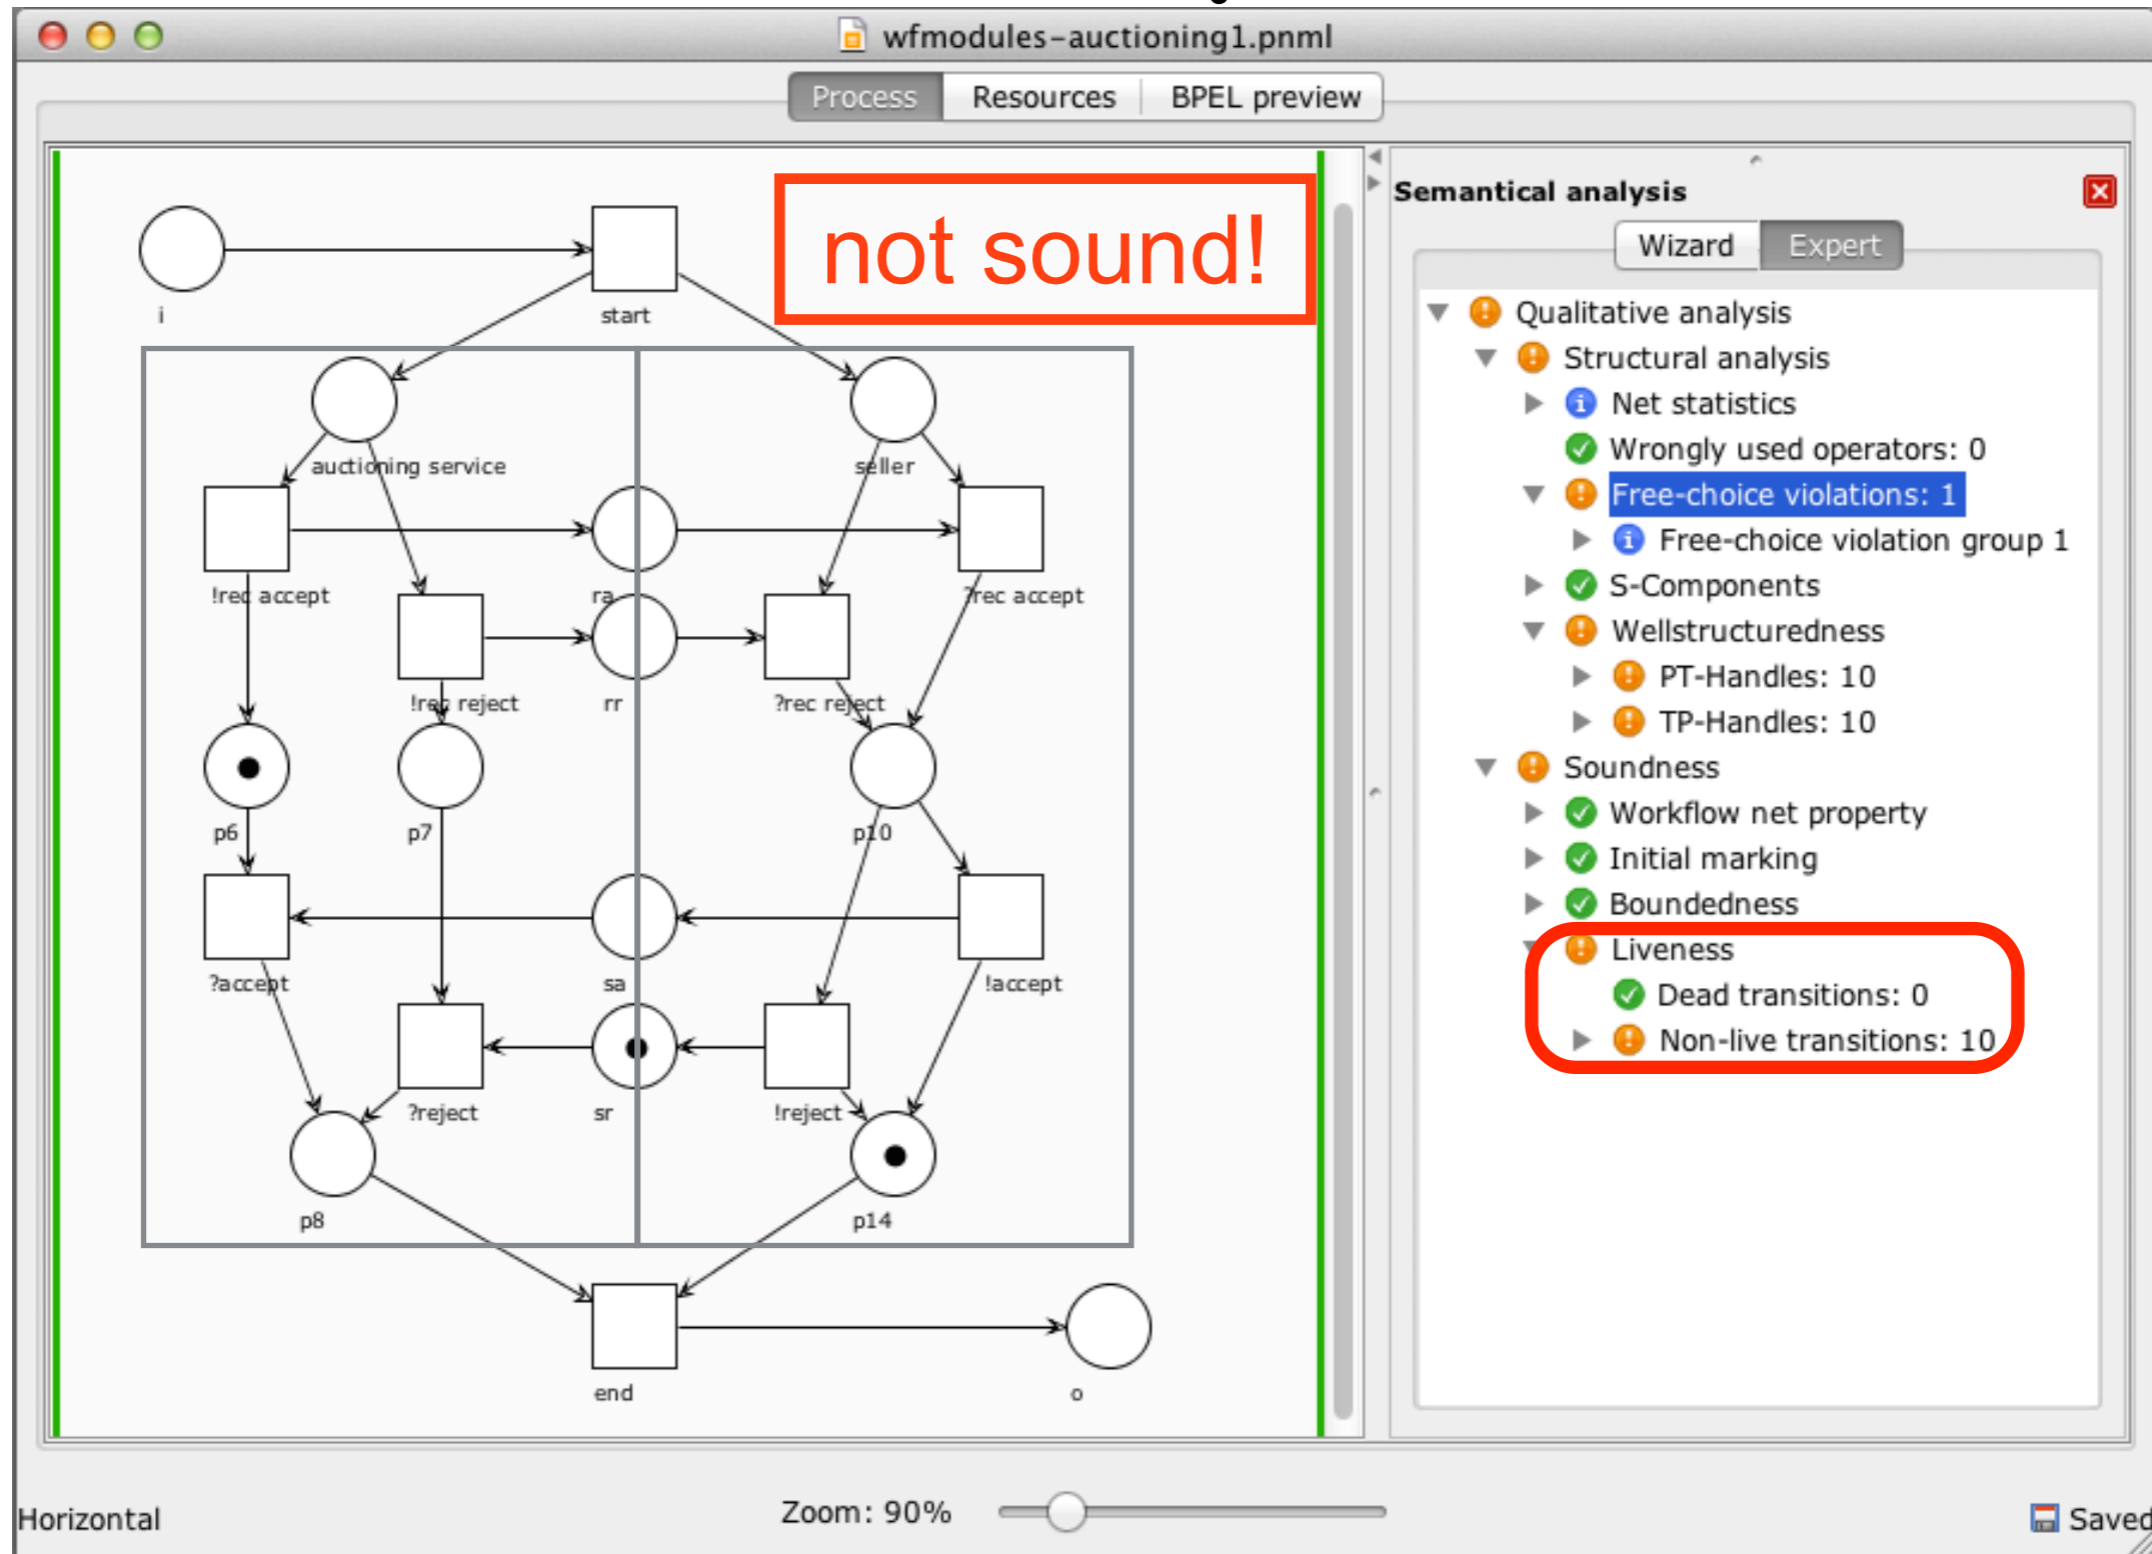 wfmodules-auctioning1.pnml
Process Resources BPEL preview
not sound!
i
start
auctioning service
seller
!rec accept
ra
?rec accept
!rec reject
rr
?rec reject
p6
p7
p10
?accept
sa
!accept
?reject
sr
!reject
p8
p14
end
o
Semantical analysis
Wizard Expert
Qualitative analysis
Structural analysis
Net statistics
Wrongly used operators: 0
Free-choice violations: 1
Free-choice violation group 1
S-Components
Wellstructuredness
PT-Handles: 10
TP-Handles: 10
Soundness
Workflow net property
Initial marking
Boundedness
Liveness
Dead transitions: 0
Non-live transitions: 10
Horizontal
Zoom: 90%
Saved